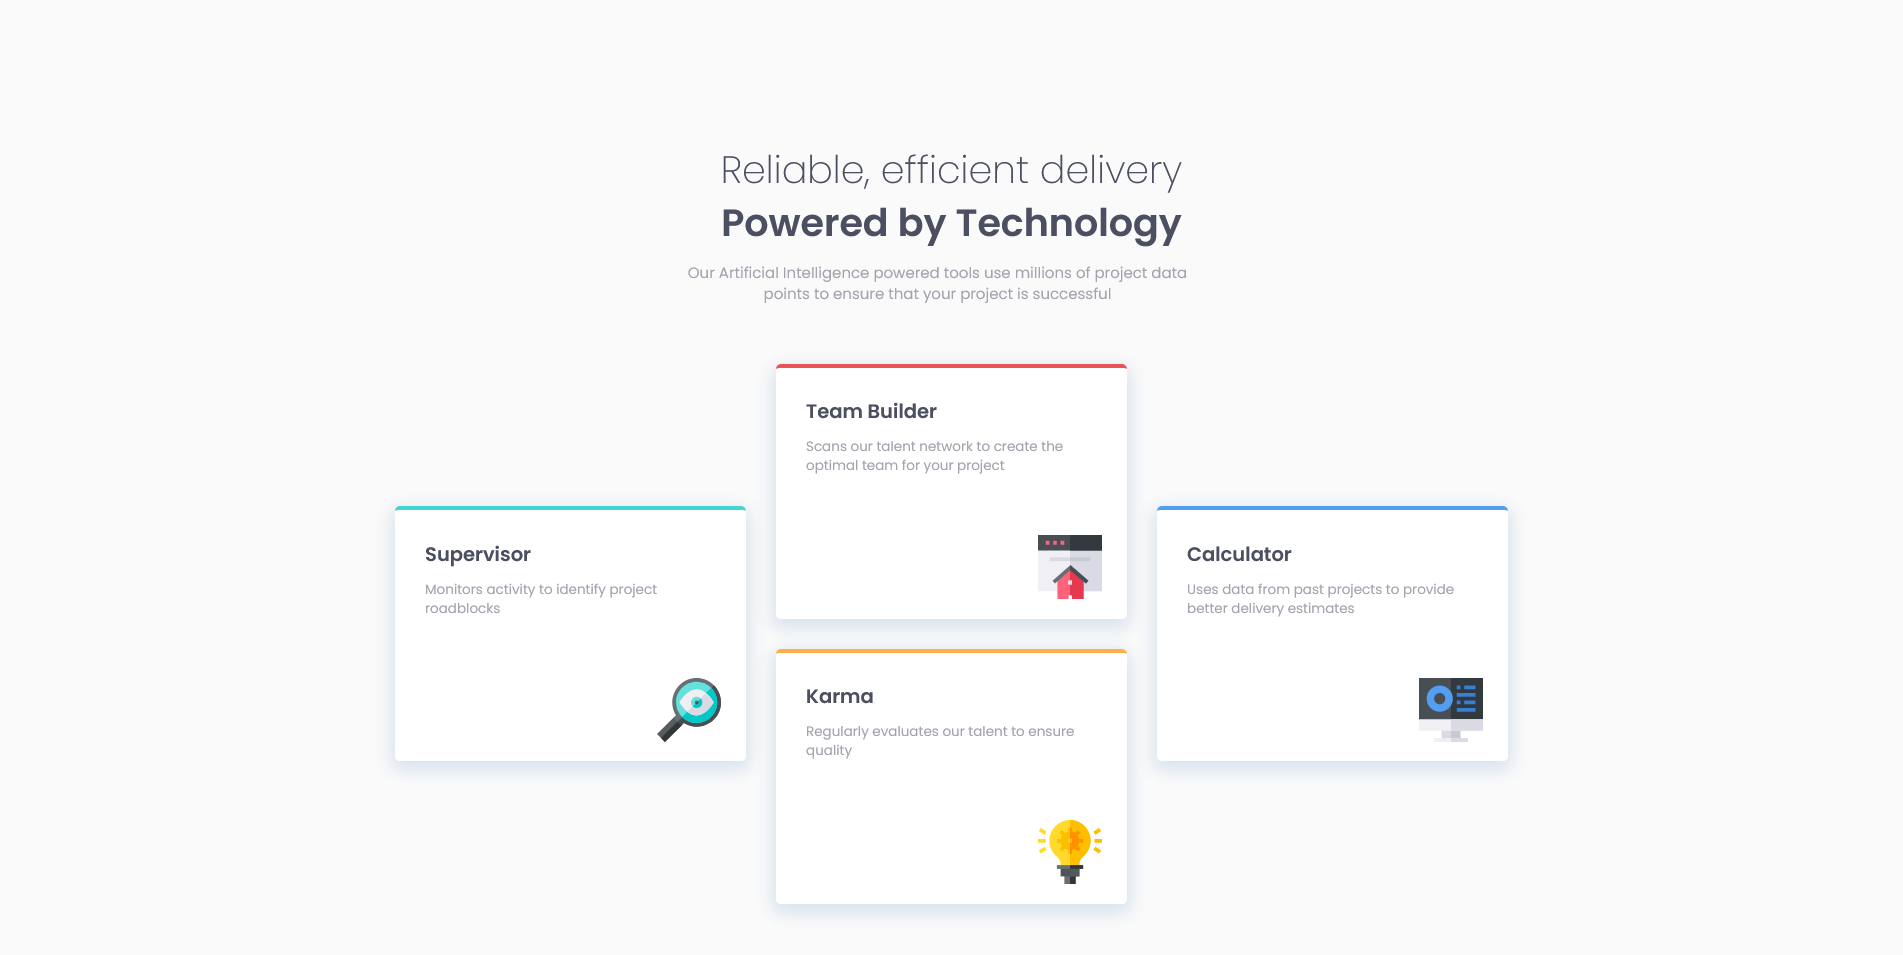 Reliable, efficient delivery
Powered by Technology
Our Artificial Intelligence powered tools use millions of project data
points to ensure that your project is successful
Team Builder
Scans our talent network to create the
optimal team for your project
Supervisor
Monitors activity to identify project
roadblocks
Calculator
Uses data from past projects to provide
better delivery estimates
Karma
Regularly evaluates our talent to ensure
quality